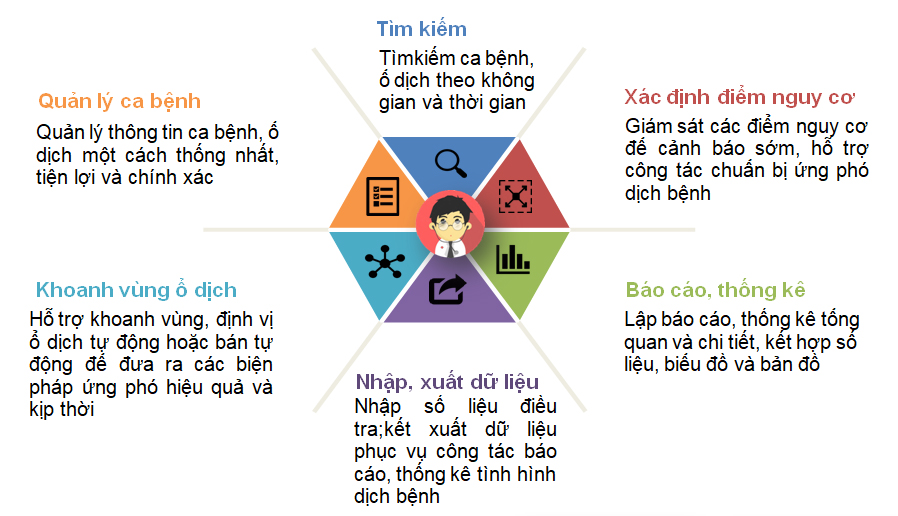 Tìm kiếm
Tìmkiếm ca bệnh,
ổ dịch theo không
gian và thời gian
Quản lý ca bệnh
Quản lý thông tin ca bệnh, ổ
dịch một cách thống nhất,
tiện lợi và chính xác
Xác định điểm nguy cơ
Giám sát các điểm nguy cơ
để cảnh báo sớm, hỗ trợ
công tác chuẩn bị ứng phó
dịch bệnh
Khoanh vùng ổ dịch
Hỗ trợ khoanh vùng, định vị
ổ dịch tự động hoặc bán tự
động để đưa ra các biện
pháp ứng phó hiệu quả và
kịp thời
Báo cáo, thống kê
Lập báo cáo, thống kê tổng
quan và chi tiết, kết hợp số
liệu, biểu đồ và bản đồ
Nhập, xuất dữ liệu
Nhập số liệu điều
tra;kết xuất dữ liệu
phục vụ công tác báo
cáo, thống kê tình hình
dịch bệnh